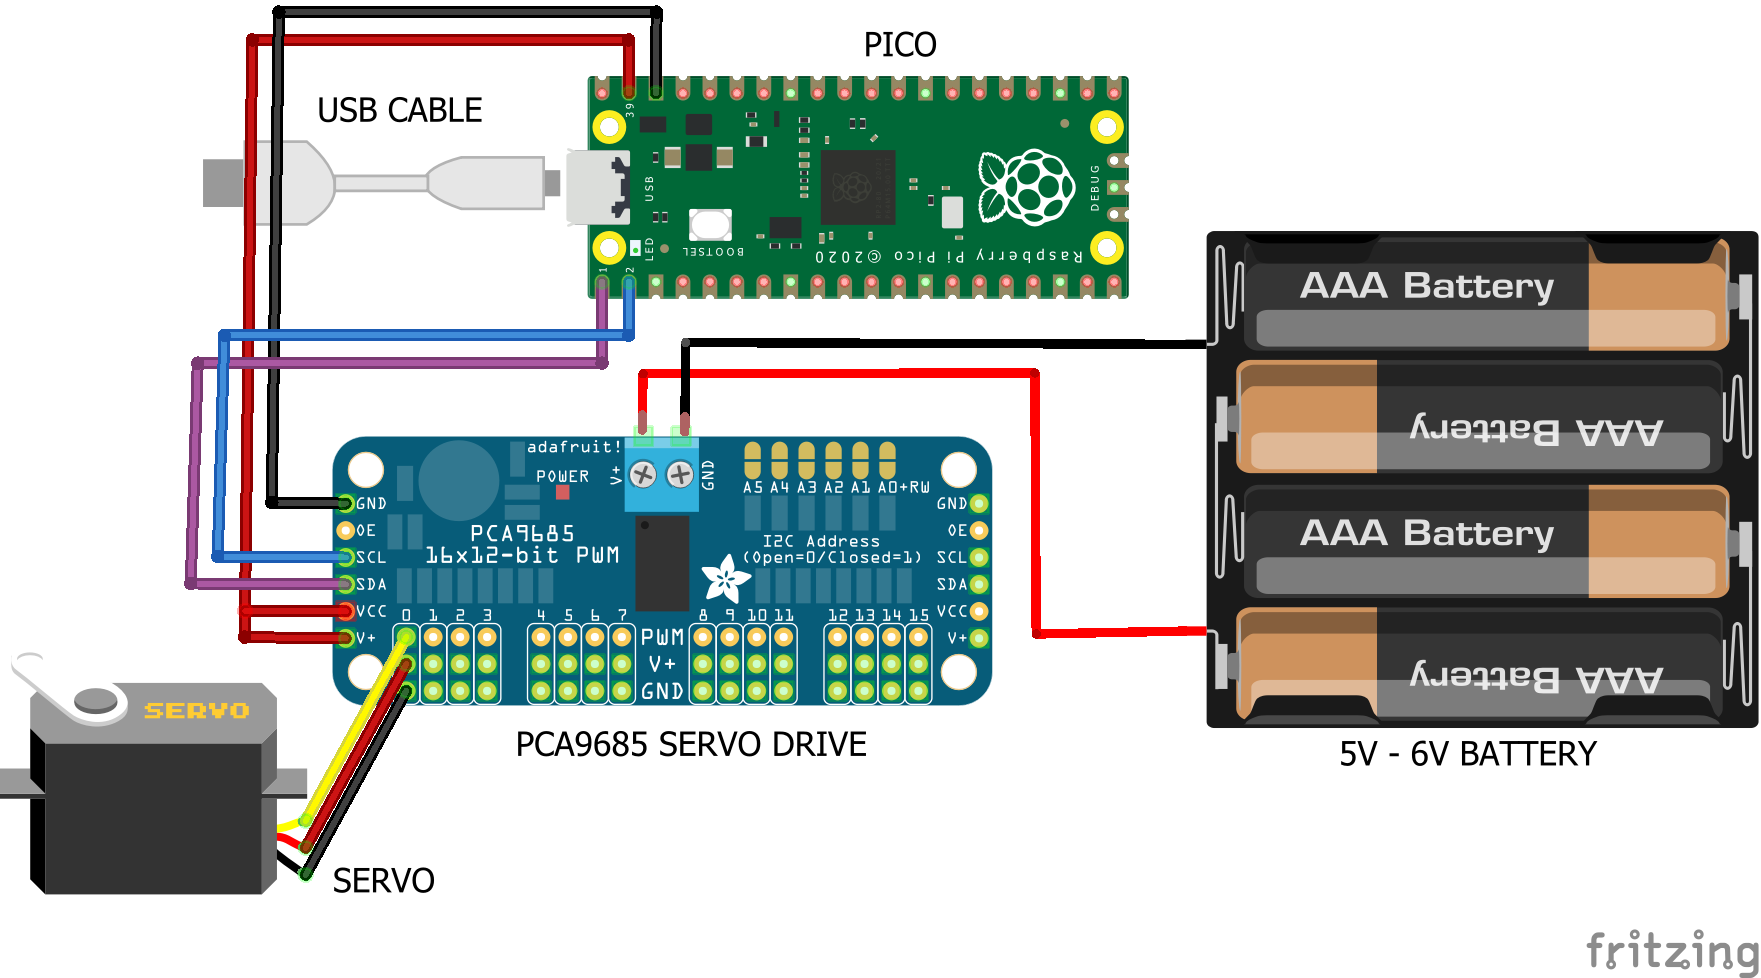 PICO
USB CABLE
39
USB
DEBUG
LED
BOOTSEL
Raspberry Pi Pico ©2020
1
2
AAA Battery
AAA Battery
AAA Battery
AAA Battery
5V - 6V BATTERY
adafruit!
POWER
V+
GND
A5 A4 A3 A2 A1 A0+RW
GND
OE
SCL
SDA
VCC
V+
PCA9685
16x12-bit PWM
I2C Address
(Open=0/Closed=1)
GND
OE
SCL
SDA
VCC
V+
0 1 2 3 4 5 6 7 8 9 10 11 12 13 14 15
PWM
V+
GND
PCA9685 SERVO DRIVE
SERVO
SERVO
fritzing